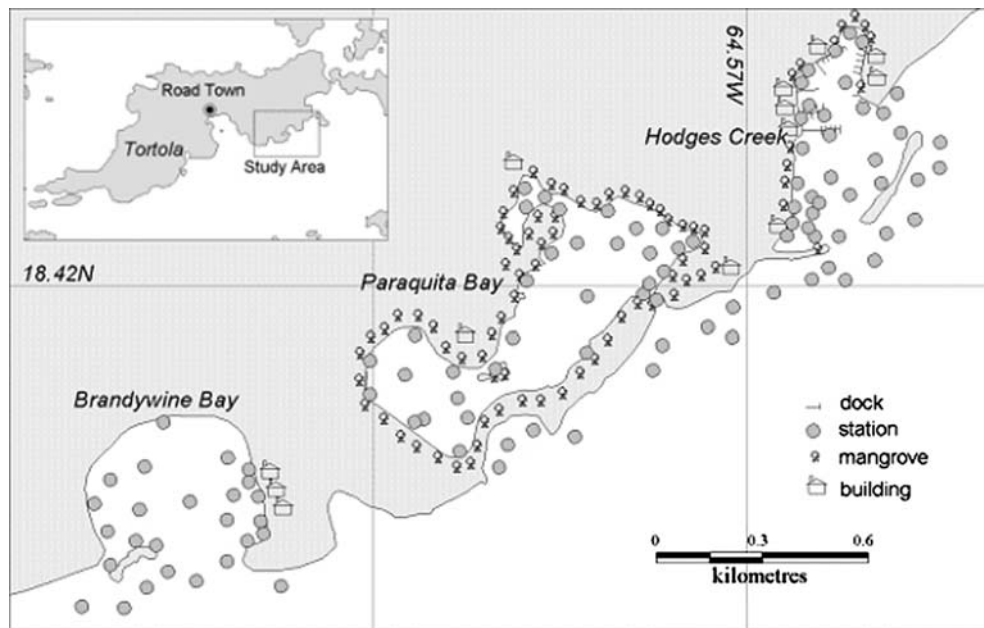 Road Town
Tortola
Study Area
64.57W
Hodges Creek
18.42N
Paraquita Bay
Brandywine Bay
dock
station
mangrove
building
0 0.3 0.6
kilometres